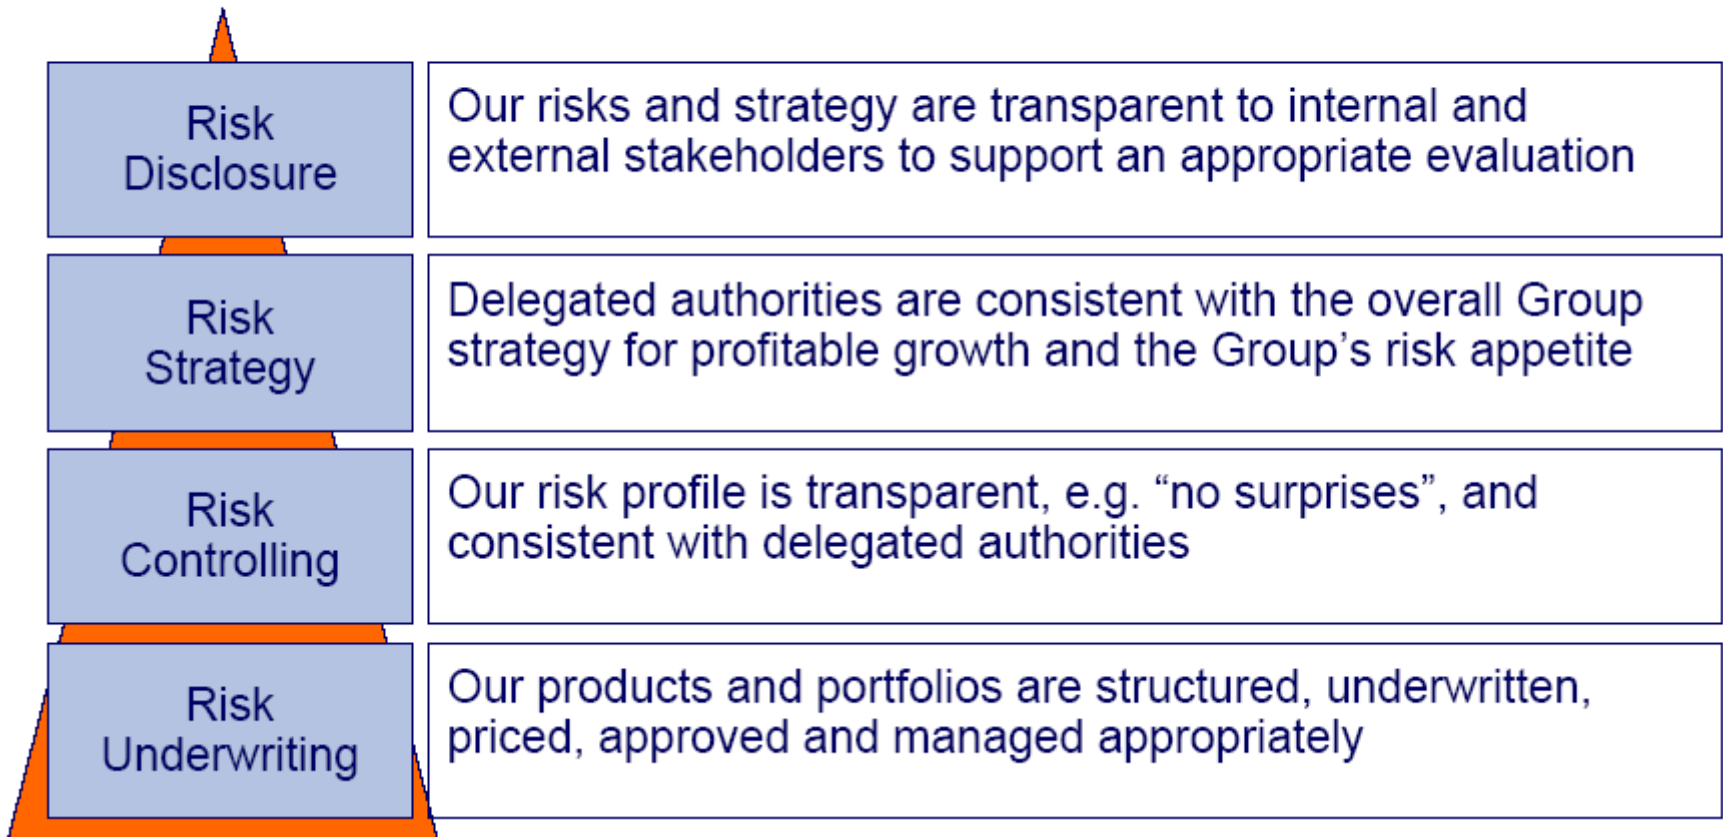 Risk
Disclosure
Our risks and strategy are transparent to internal and
external stakeholders to support an appropriate evaluation
Risk
Strategy
Delegated authorities are consistent with the overall Group
strategy for profitable growth and the Group’s risk appetite
Risk
Controlling
Our risk profile is transparent, e.g. “no surprises”, and
consistent with delegated authorities
Risk
Underwriting
Our products and portfolios are structured, underwritten,
priced, approved and managed appropriately